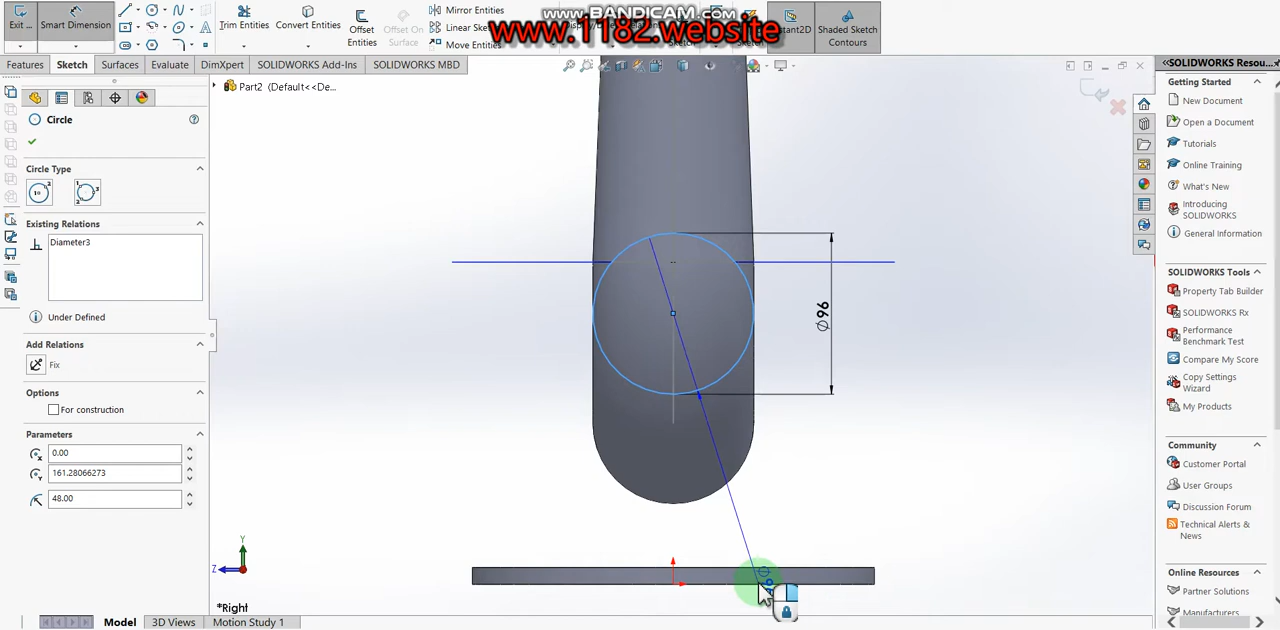 www.BANDICAM.com
www.1182.website
Exit ...
Smart Dimension
Trim Entities
Convert Entities
Offset Entities
Offset On Surface
Mirror Entities
Linear Sk
Move Entities
Shaded Sketch Contours
Features
Sketch
Surfaces
Evaluate
DimXpert
SOLIDWORKS Add-Ins
SOLIDWORKS MBD
Part2 (Default<<De...
Circle
Circle Type
Existing Relations
Diameter3
Under Defined
Add Relations
Fix
Options
For construction
Parameters
0.00
161.28066273
48.00
Ø96
Y
Z
*Right
Model
3D Views
Motion Study 1
SOLIDWORKS Resou...
Getting Started
New Document
Open a Document
Tutorials
Online Training
What's New
Introducing
SOLIDWORKS
General Information
SOLIDWORKS Tools
Property Tab Builder
SOLIDWORKS Rx
Performance
Benchmark Test
Compare My Score
Copy Settings
Wizard
My Products
Community
Customer Portal
User Groups
Discussion Forum
Technical Alerts &
News
Online Resources
Partner Solutions
Manufacturers